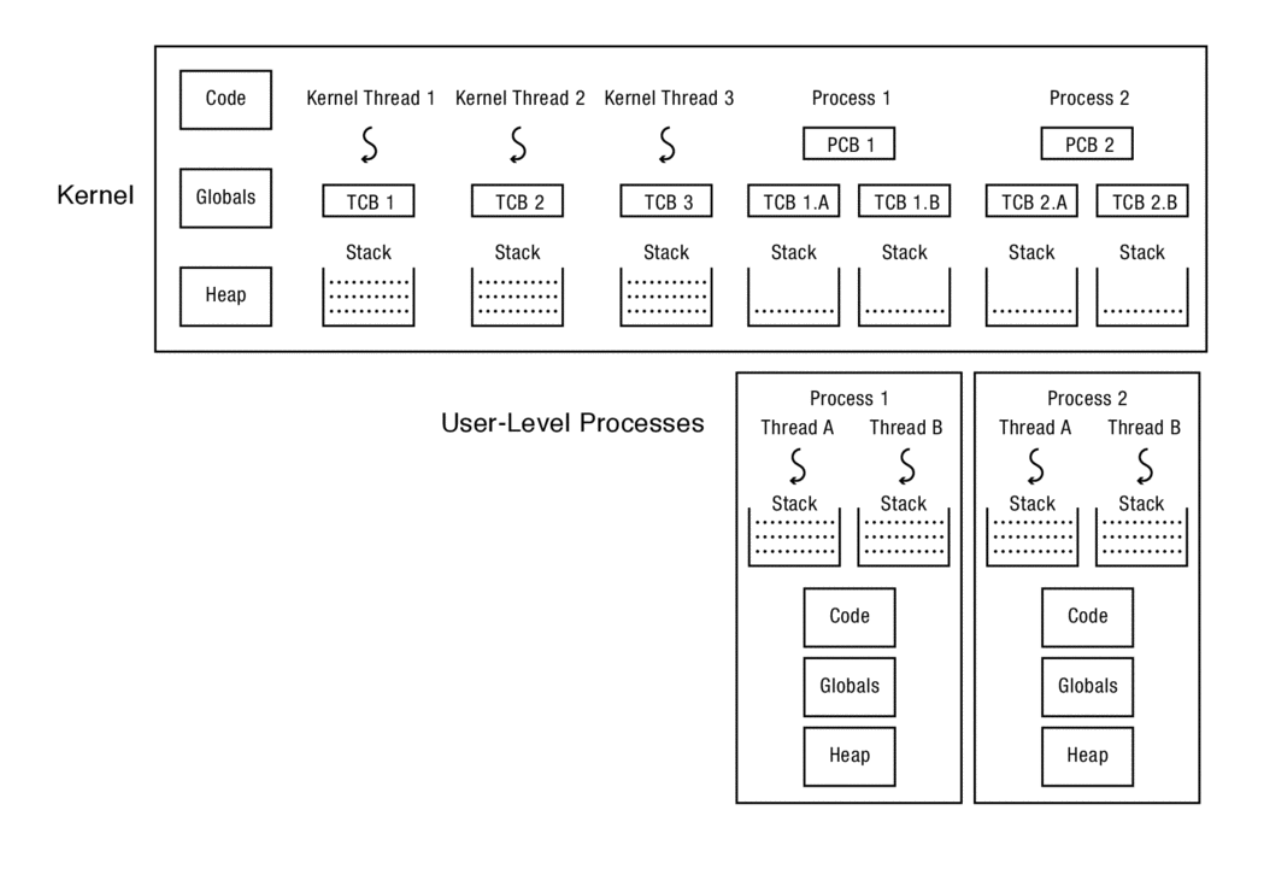 Code Kernel Thread 1 Kernel Thread 2 Kernel Thread 3 Process 1 Process 2
PCB 1 PCB 2
Kernel Globals TCB 1 TCB 2 TCB 3 TCB 1.A TCB 1.B TCB 2.A TCB 2.B
Stack Stack Stack Stack Stack Stack Stack
Heap
User-Level Processes
Process 1
Thread A Thread B
Stack Stack
Code
Globals
Heap
Process 2
Thread A Thread B
Stack Stack
Code
Globals
Heap